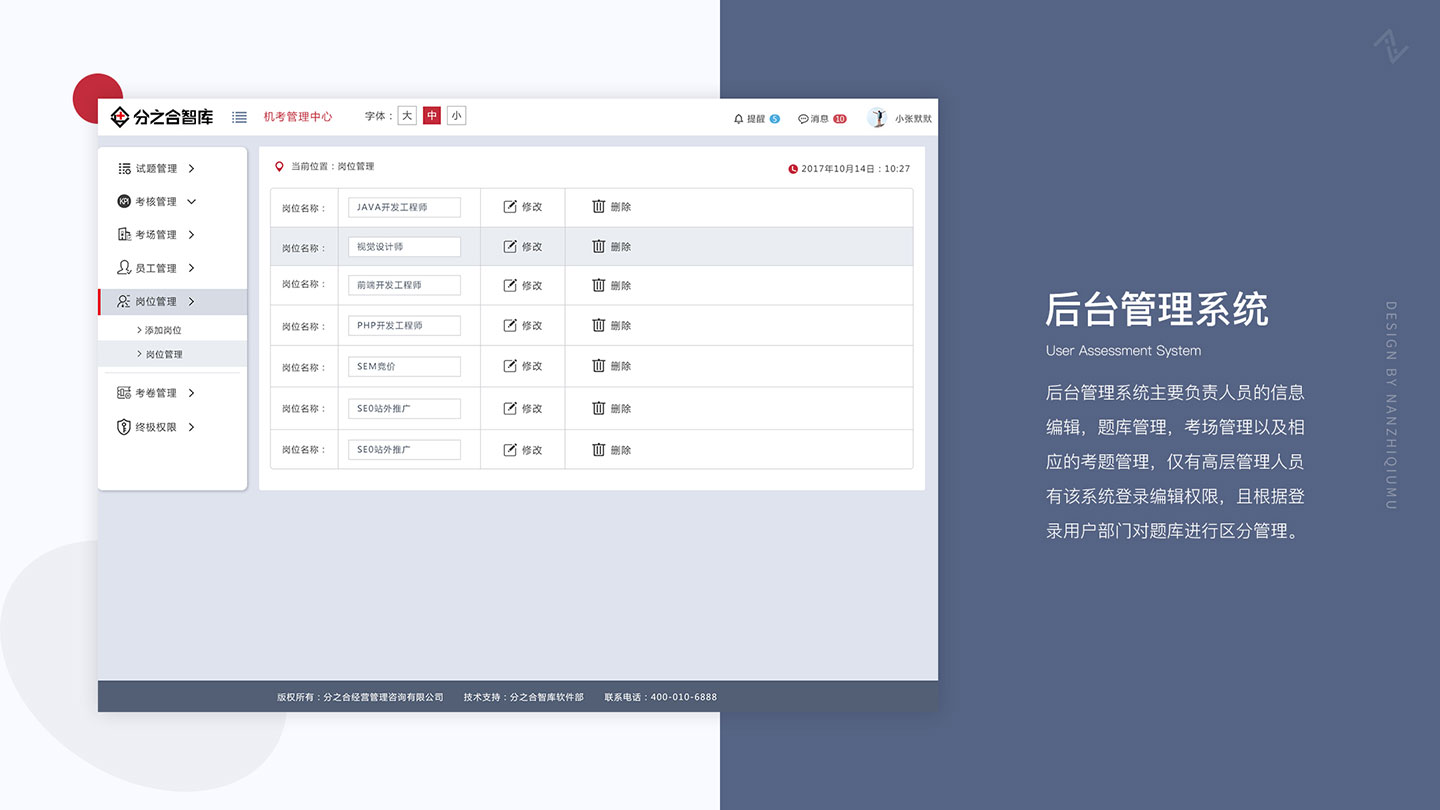 分之合智库
机考管理中心
字体：大 中 小
提醒 5
消息 10
小张默默
试题管理
KPI 考核管理
考场管理
员工管理
岗位管理
添加岗位
岗位管理
考卷管理
终极权限
当前位置：岗位管理
2017年10月14日：10:27
岗位名称： JAVA开发工程师 修改 删除
岗位名称： 视觉设计师 修改 删除
岗位名称： 前端开发工程师 修改 删除
岗位名称： PHP开发工程师 修改 删除
岗位名称： SEM竞价 修改 删除
岗位名称： SEO站外推广 修改 删除
岗位名称： SEO站外推广 修改 删除
版权所有：分之合经营管理咨询有限公司 技术支持：分之合智库软件部 联系电话：400-010-6888
后台管理系统
User Assessment System
后台管理系统主要负责人员的信息
编辑，题库管理，考场管理以及相
应的考题管理，仅有高层管理人员
有该系统登录编辑权限，且根据登
录用户部门对题库进行区分管理。
DESIGN BY NANZHIQIUMU